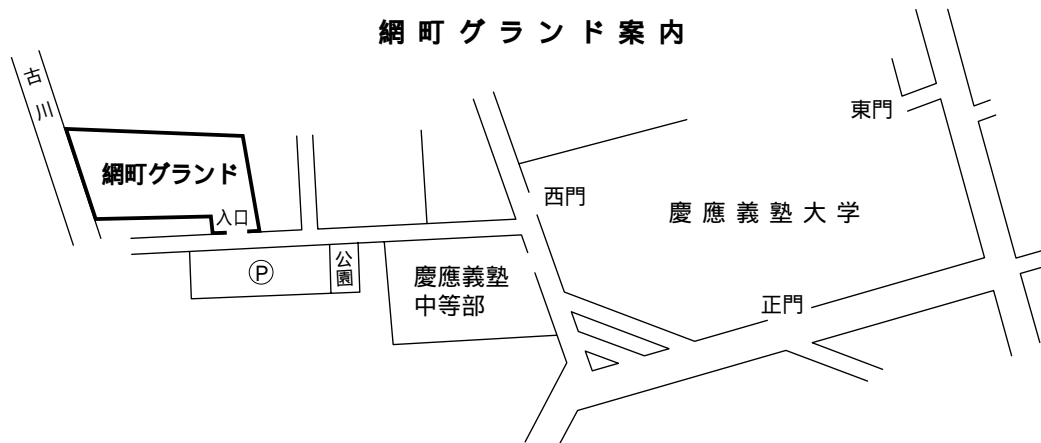 網町グランド案内
古川
東門
網町グランド
入口
西門
慶應義塾大学
P
公園
慶應義塾
中等部
正門